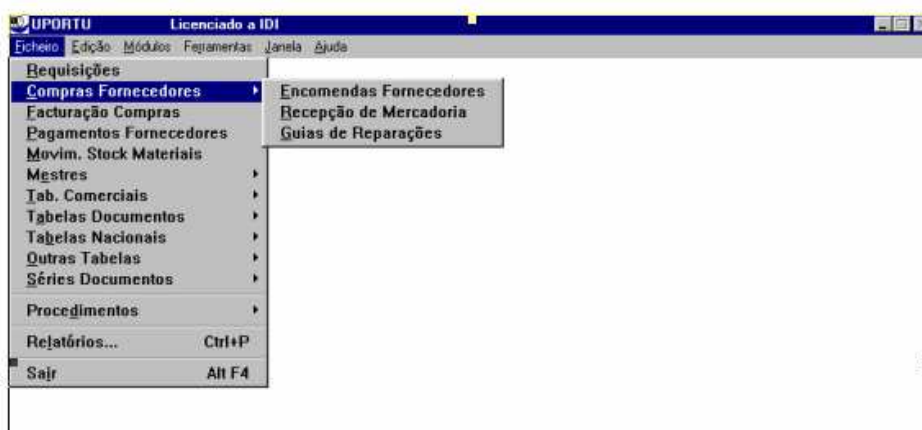 UPORTU Licenciado a IDI
Ficheiro Edição Módulos Ferramentas Janela Ajuda
Requisições
Compras Fornecedores
Facturação Compras
Pagamentos Fornecedores
Movim. Stock Materiais
Mestres
Tab. Comerciais
Tabelas Documentos
Tabelas Nacionais
Outras Tabelas
Séries Documentos
Procedimentos
Relatórios... Ctrl+P
Sair Alt F4
Encomendas Fornecedores
Recepção de Mercadoria
Guias de Reparações